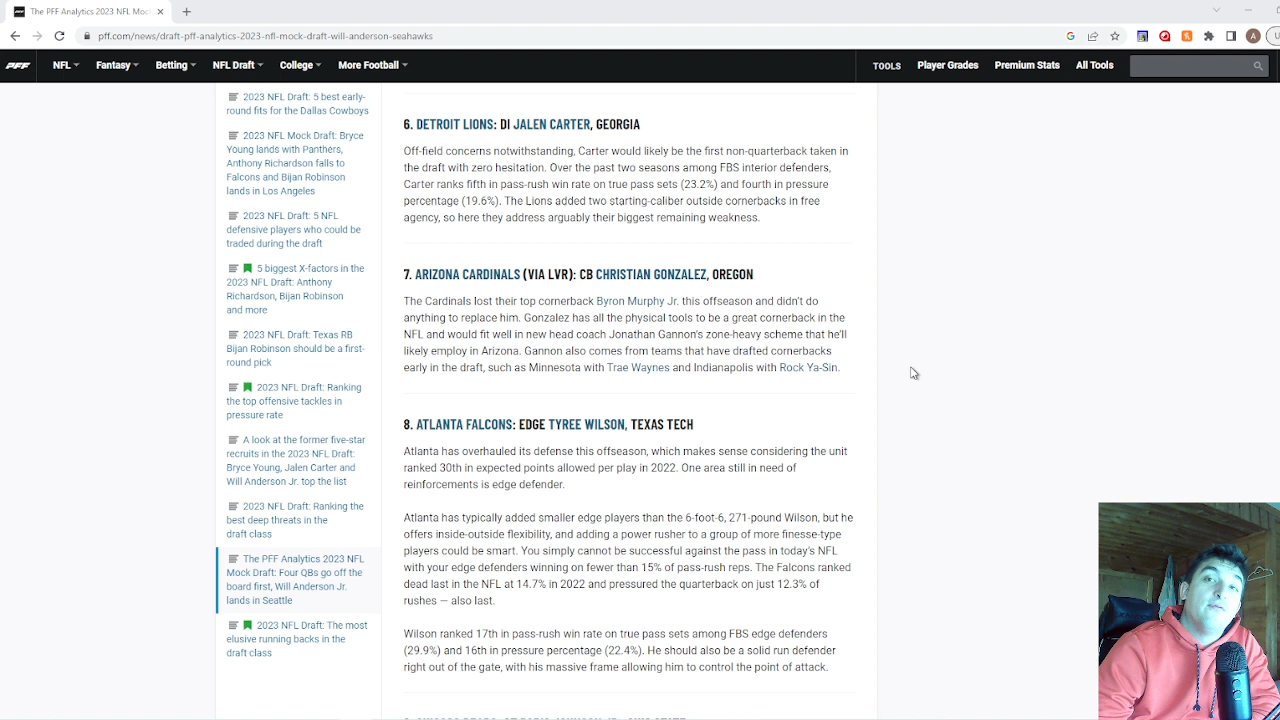 The PFF Analytics 2023 NFL Moc
pff.com/news/draft-pff-analytics-2023-nfl-mock-draft-will-anderson-seahawks
A
PFF
NFL
Fantasy
Betting
NFL Draft
College
More Football
TOOLS
Player Grades
Premium Stats
All Tools
2023 NFL Draft: 5 best early-
round fits for the Dallas Cowboys
2023 NFL Mock Draft: Bryce
Young lands with Panthers,
Anthony Richardson falls to
Falcons and Bijan Robinson
lands in Los Angeles
2023 NFL Draft: 5 NFL
defensive players who could be
traded during the draft
5 biggest X-factors in the
2023 NFL Draft: Anthony
Richardson, Bijan Robinson
and more
2023 NFL Draft: Texas RB
Bijan Robinson should be a first-
round pick
2023 NFL Draft: Ranking
the top offensive tackles in
pressure rate
A look at the former five-star
recruits in the 2023 NFL Draft:
Bryce Young, Jalen Carter and
Will Anderson Jr. top the list
2023 NFL Draft: Ranking the
best deep threats in the
draft class
The PFF Analytics 2023 NFL
Mock Draft: Four QBs go off the
board first, Will Anderson Jr.
lands in Seattle
2023 NFL Draft: The most
elusive running backs in the
draft class
6. DETROIT LIONS: DI JALEN CARTER, GEORGIA
Off-field concerns notwithstanding, Carter would likely be the first non-quarterback taken in
the draft with zero hesitation. Over the past two seasons among FBS interior defenders,
Carter ranks fifth in pass-rush win rate on true pass sets (23.2%) and fourth in pressure
percentage (19.6%). The Lions added two starting-caliber outside cornerbacks in free
agency, so here they address arguably their biggest remaining weakness.
7. ARIZONA CARDINALS (VIA LVR): CB CHRISTIAN GONZALEZ, OREGON
The Cardinals lost their top cornerback Byron Murphy Jr. this offseason and didn't do
anything to replace him. Gonzalez has all the physical tools to be a great cornerback in the
NFL and would fit well in new head coach Jonathan Gannon's zone-heavy scheme that he'll
likely employ in Arizona. Gannon also comes from teams that have drafted cornerbacks
early in the draft, such as Minnesota with Trae Waynes and Indianapolis with Rock Ya-Sin.
8. ATLANTA FALCONS: EDGE TYREE WILSON, TEXAS TECH
Atlanta has overhauled its defense this offseason, which makes sense considering the unit
ranked 30th in expected points allowed per play in 2022. One area still in need of
reinforcements is edge defender.
Atlanta has typically added smaller edge players than the 6-foot-6, 271-pound Wilson, but he
offers inside-outside flexibility, and adding a power rusher to a group of more finesse-type
players could be smart. You simply cannot be successful against the pass in today's NFL
with your edge defenders winning on fewer than 15% of pass-rush reps. The Falcons ranked
dead last in the NFL at 14.7% in 2022 and pressured the quarterback on just 12.3% of
rushes — also last.
Wilson ranked 17th in pass-rush win rate on true pass sets among FBS edge defenders
(29.9%) and 16th in pressure percentage (22.4%). He should also be a solid run defender
right out of the gate, with his massive frame allowing him to control the point of attack.